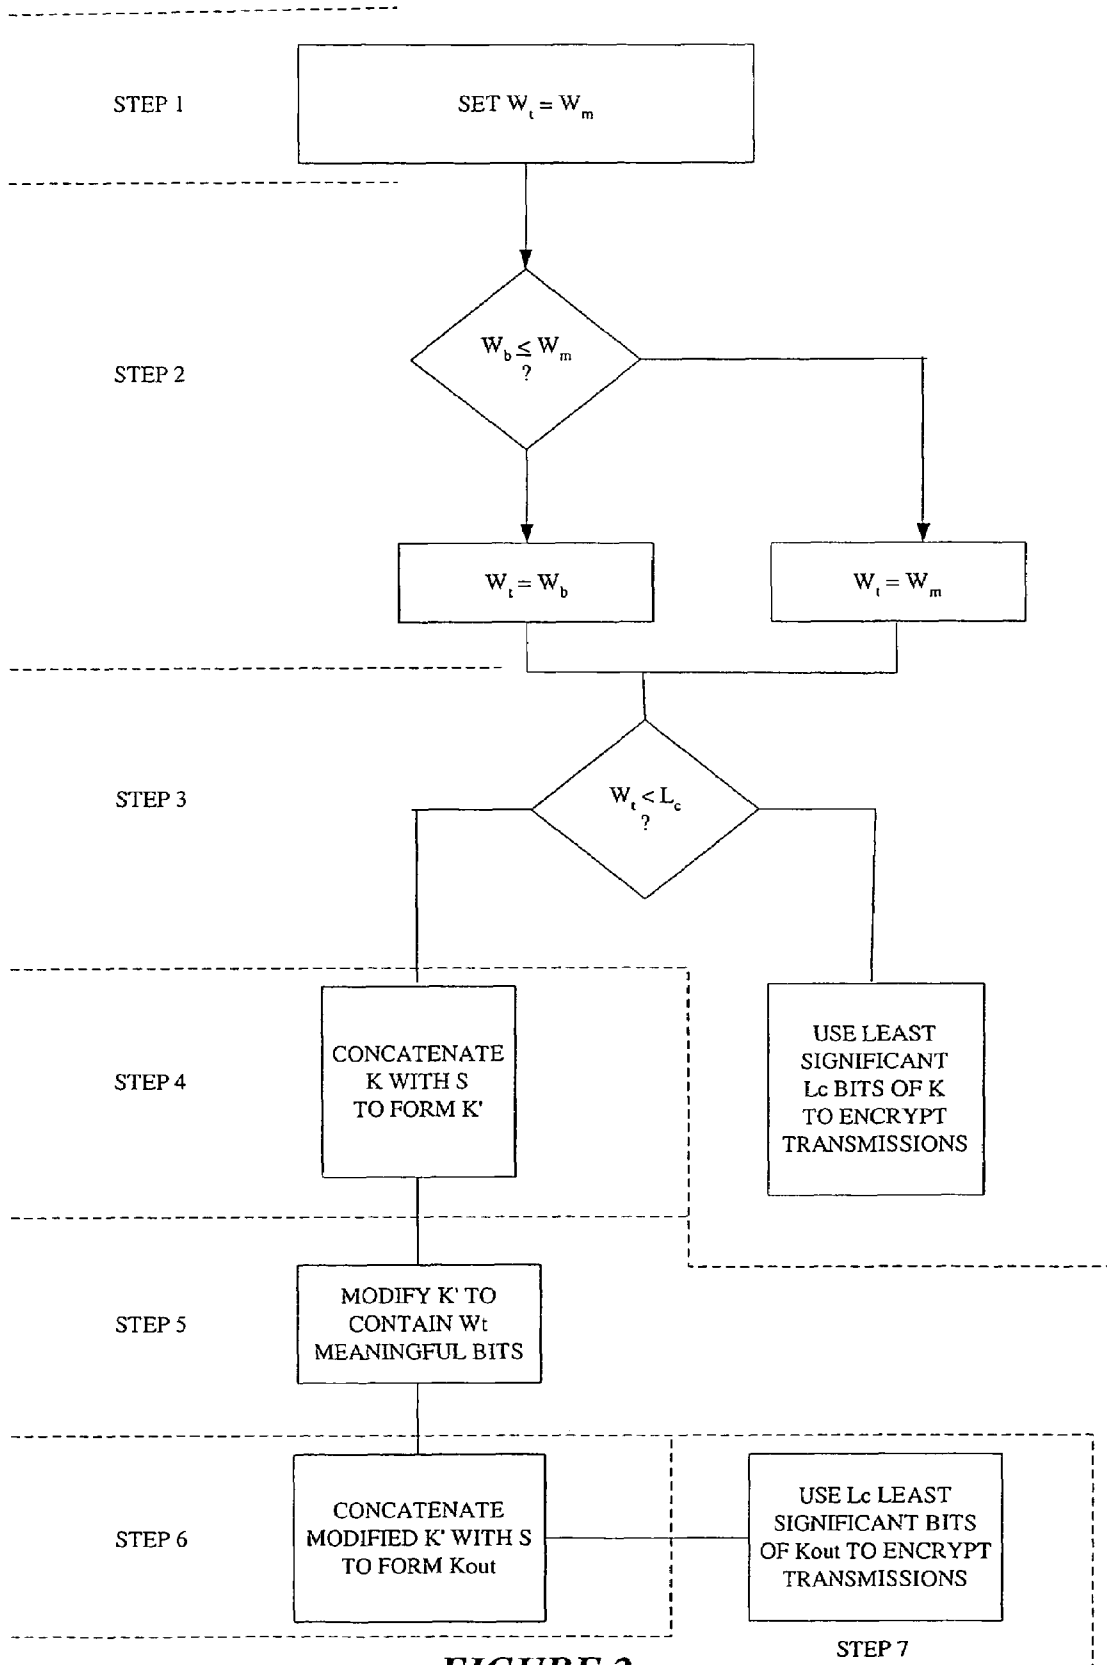 STEP 1
SET Wt = Wm
STEP 2
Wb ≤ Wm
?
Wt = Wb
Wt = Wm
STEP 3
Wt < Lc
?
STEP 4
CONCATENATE
K WITH S
TO FORM K'
USE LEAST
SIGNIFICANT
Lc BITS OF K
TO ENCRYPT
TRANSMISSIONS
STEP 5
MODIFY K' TO
CONTAIN Wt
MEANINGFUL BITS
STEP 6
CONCATENATE
MODIFIED K' WITH S
TO FORM Kout
USE Lc LEAST
SIGNIFICANT BITS
OF Kout TO ENCRYPT
TRANSMISSIONS
STEP 7
FIGURE 2